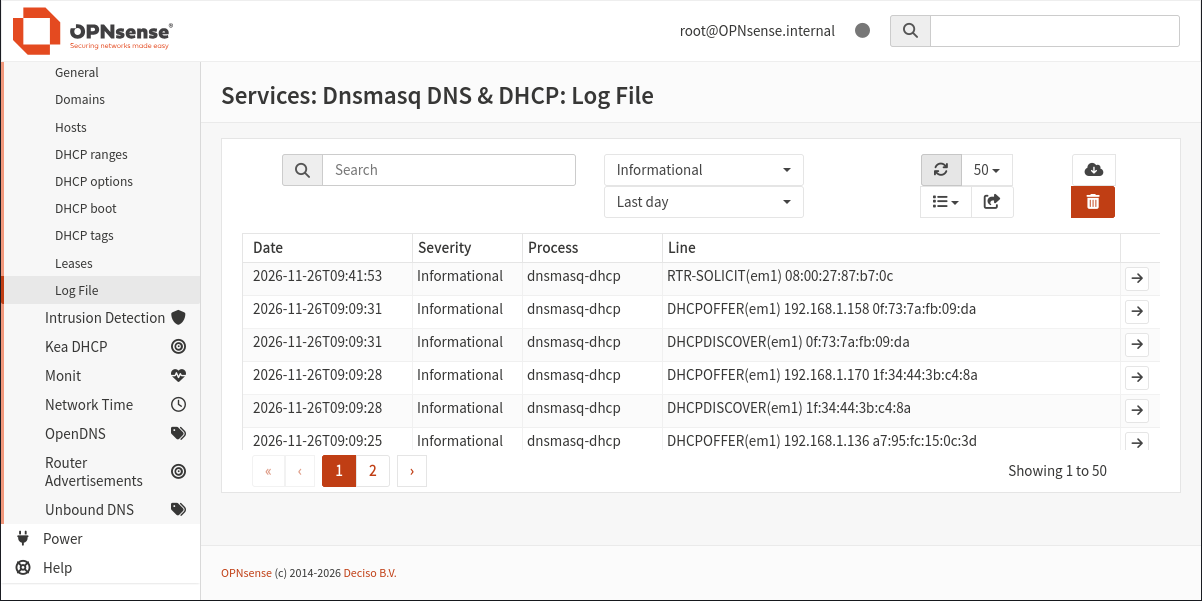 OPNsense®
Securing networks made easy
root@OPNsense.internal
General
Domains
Hosts
DHCP ranges
DHCP options
DHCP boot
DHCP tags
Leases
Log File
Intrusion Detection
Kea DHCP
Monit
Network Time
OpenDNS
Router
Advertisements
Unbound DNS
Power
Help
Services: Dnsmasq DNS & DHCP: Log File
Search
Informational
50
Last day
Date Severity Process Line
2026-11-26T09:41:53 Informational dnsmasq-dhcp RTR-SOLICIT(em1) 08:00:27:87:b7:0c
2026-11-26T09:09:31 Informational dnsmasq-dhcp DHCPOFFER(em1) 192.168.1.158 0f:73:7a:fb:09:da
2026-11-26T09:09:31 Informational dnsmasq-dhcp DHCPDISCOVER(em1) 0f:73:7a:fb:09:da
2026-11-26T09:09:28 Informational dnsmasq-dhcp DHCPOFFER(em1) 192.168.1.170 1f:34:44:3b:c4:8a
2026-11-26T09:09:28 Informational dnsmasq-dhcp DHCPDISCOVER(em1) 1f:34:44:3b:c4:8a
2026-11-26T09:09:25 Informational dnsmasq-dhcp DHCPOFFER(em1) 192.168.1.136 a7:95:fc:15:0c:3d
« ‹ 1 2 › Showing 1 to 50
OPNsense (c) 2014-2026 Deciso B.V.